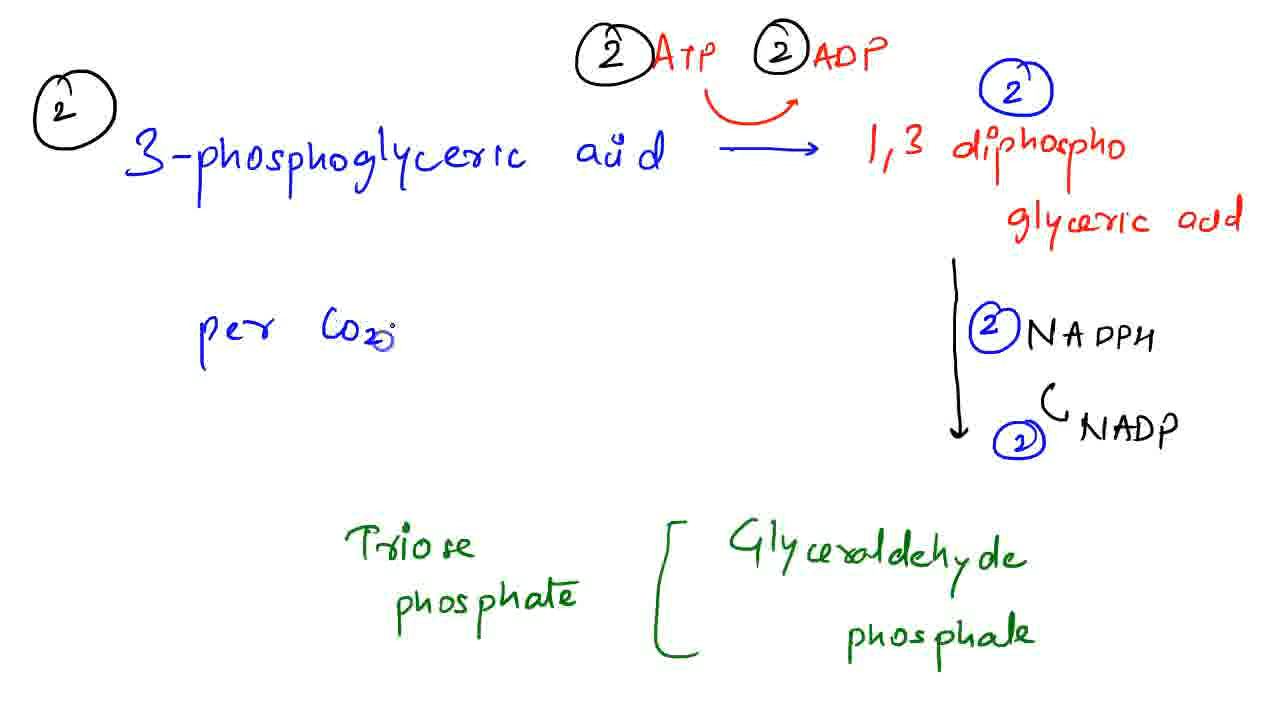 2 ATP 2 ADP
2 3-phosphoglyceric acid → 1,3 diphospho 2
glyceric acid
per Co2
2 NADPH
2 NADP
Triose Glyceraldehyde
phosphate phosphate